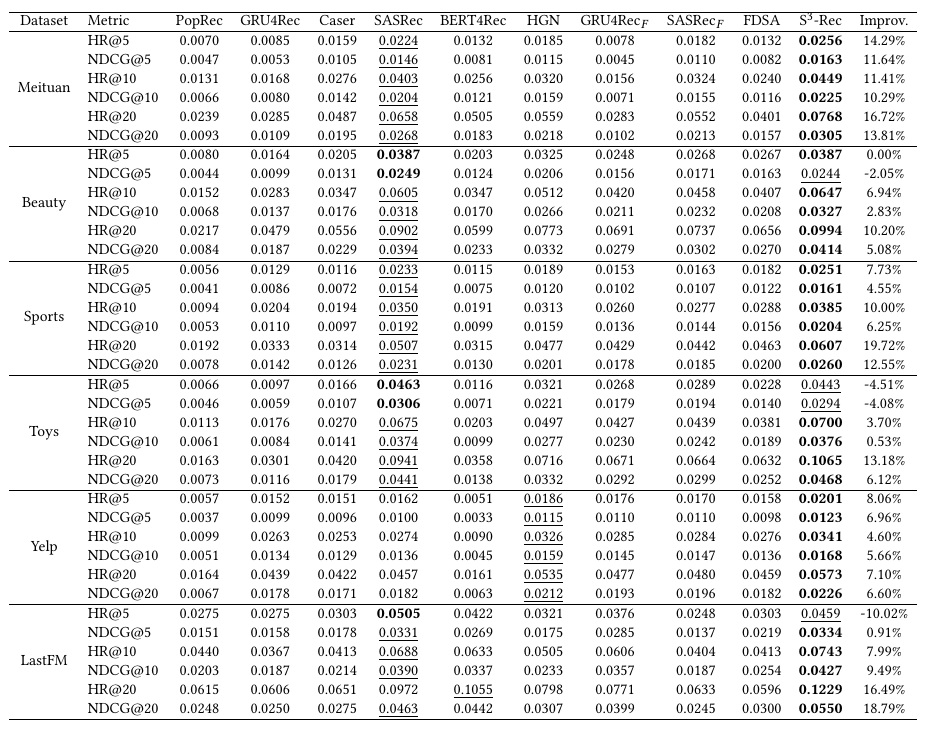 Dataset Metric PopRec GRU4Rec Caser SASRec BERT4Rec HGN GRU4Rec_F SASRec_F FDSA S³-Rec Improv.
HR@5 0.0070 0.0085 0.0159 0.0224 0.0132 0.0185 0.0078 0.0182 0.0132 0.0256 14.29%
NDCG@5 0.0047 0.0053 0.0105 0.0146 0.0081 0.0115 0.0045 0.0110 0.0082 0.0163 11.64%
Meituan HR@10 0.0131 0.0168 0.0276 0.0403 0.0256 0.0320 0.0156 0.0324 0.0240 0.0449 11.41%
NDCG@10 0.0066 0.0080 0.0142 0.0204 0.0121 0.0159 0.0071 0.0155 0.0116 0.0225 10.29%
HR@20 0.0239 0.0285 0.0487 0.0658 0.0505 0.0559 0.0283 0.0552 0.0401 0.0768 16.72%
NDCG@20 0.0093 0.0109 0.0195 0.0268 0.0183 0.0218 0.0102 0.0213 0.0157 0.0305 13.81%
HR@5 0.0080 0.0164 0.0205 0.0387 0.0203 0.0325 0.0248 0.0268 0.0267 0.0387 0.00%
NDCG@5 0.0044 0.0099 0.0131 0.0249 0.0124 0.0206 0.0156 0.0171 0.0163 0.0244 -2.05%
Beauty HR@10 0.0152 0.0283 0.0347 0.0605 0.0347 0.0512 0.0420 0.0458 0.0407 0.0647 6.94%
NDCG@10 0.0068 0.0137 0.0176 0.0318 0.0170 0.0266 0.0211 0.0232 0.0208 0.0327 2.83%
HR@20 0.0217 0.0479 0.0556 0.0902 0.0599 0.0773 0.0691 0.0737 0.0656 0.0994 10.20%
NDCG@20 0.0084 0.0187 0.0229 0.0394 0.0233 0.0332 0.0279 0.0302 0.0270 0.0414 5.08%
HR@5 0.0056 0.0129 0.0116 0.0233 0.0115 0.0189 0.0153 0.0163 0.0182 0.0251 7.73%
NDCG@5 0.0041 0.0086 0.0072 0.0154 0.0075 0.0120 0.0102 0.0107 0.0122 0.0161 4.55%
Sports HR@10 0.0094 0.0204 0.0194 0.0350 0.0191 0.0313 0.0260 0.0277 0.0288 0.0385 10.00%
NDCG@10 0.0053 0.0110 0.0097 0.0192 0.0099 0.0159 0.0136 0.0144 0.0156 0.0204 6.25%
HR@20 0.0192 0.0333 0.0314 0.0507 0.0315 0.0477 0.0429 0.0442 0.0463 0.0607 19.72%
NDCG@20 0.0078 0.0142 0.0126 0.0231 0.0130 0.0201 0.0178 0.0185 0.0200 0.0260 12.55%
HR@5 0.0066 0.0097 0.0166 0.0463 0.0116 0.0321 0.0268 0.0289 0.0228 0.0443 -4.51%
NDCG@5 0.0046 0.0059 0.0107 0.0306 0.0071 0.0221 0.0179 0.0194 0.0140 0.0294 -4.08%
Toys HR@10 0.0113 0.0176 0.0270 0.0675 0.0203 0.0497 0.0427 0.0439 0.0381 0.0700 3.70%
NDCG@10 0.0061 0.0084 0.0141 0.0374 0.0099 0.0277 0.0230 0.0242 0.0189 0.0376 0.53%
HR@20 0.0163 0.0301 0.0420 0.0941 0.0358 0.0716 0.0671 0.0664 0.0632 0.1065 13.18%
NDCG@20 0.0073 0.0116 0.0179 0.0441 0.0138 0.0332 0.0292 0.0299 0.0252 0.0468 6.12%
HR@5 0.0057 0.0152 0.0151 0.0162 0.0051 0.0186 0.0176 0.0170 0.0158 0.0201 8.06%
NDCG@5 0.0037 0.0099 0.0096 0.0100 0.0033 0.0115 0.0110 0.0110 0.0098 0.0123 6.96%
Yelp HR@10 0.0099 0.0263 0.0253 0.0274 0.0090 0.0326 0.0285 0.0284 0.0276 0.0341 4.60%
NDCG@10 0.0051 0.0134 0.0129 0.0136 0.0045 0.0159 0.0145 0.0147 0.0136 0.0168 5.66%
HR@20 0.0164 0.0439 0.0422 0.0457 0.0161 0.0535 0.0477 0.0480 0.0459 0.0573 7.10%
NDCG@20 0.0067 0.0178 0.0171 0.0182 0.0063 0.0212 0.0193 0.0196 0.0182 0.0226 6.60%
HR@5 0.0275 0.0275 0.0303 0.0505 0.0422 0.0321 0.0376 0.0248 0.0303 0.0459 -10.02%
NDCG@5 0.0151 0.0158 0.0178 0.0331 0.0269 0.0175 0.0285 0.0137 0.0219 0.0334 0.91%
LastFM HR@10 0.0440 0.0367 0.0413 0.0688 0.0633 0.0505 0.0606 0.0404 0.0413 0.0743 7.99%
NDCG@10 0.0203 0.0187 0.0214 0.0390 0.0337 0.0233 0.0357 0.0187 0.0254 0.0427 9.49%
HR@20 0.0615 0.0606 0.0651 0.0972 0.1055 0.0798 0.0771 0.0633 0.0596 0.1229 16.49%
NDCG@20 0.0248 0.0250 0.0275 0.0463 0.0442 0.0307 0.0399 0.0245 0.0300 0.0550 18.79%